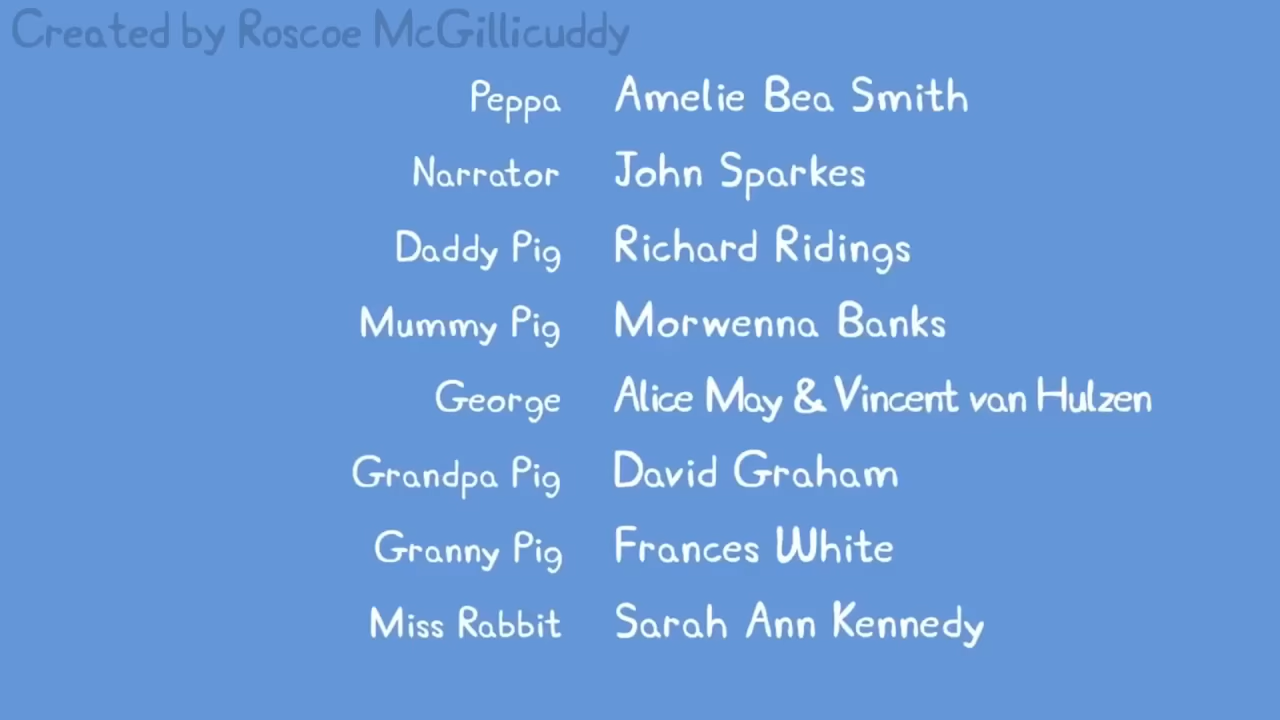 Created by Roscoe McGillicuddy
Peppa Amelie Bea Smith
Narrator John Sparkes
Daddy Pig Richard Ridings
Mummy Pig Morwenna Banks
George Alice May & Vincent van Hulzen
Grandpa Pig David Graham
Granny Pig Frances White
Miss Rabbit Sarah Ann Kennedy